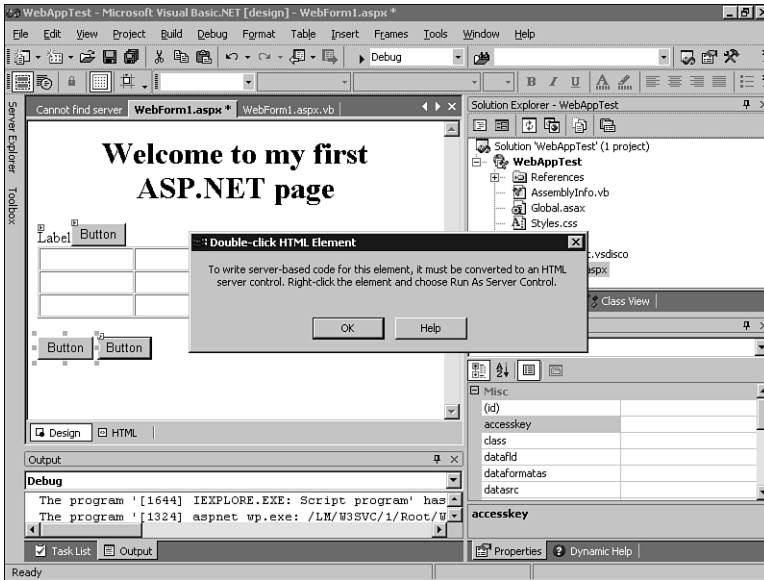 WebAppTest - Microsoft Visual Basic.NET [design] - WebForm1.aspx *
File Edit View Project Build Debug Format Table Insert Frames Tools Window Help
Debug
B I U
Server Explorer
Toolbox
Cannot find server WebForm1.aspx * WebForm1.aspx.vb
Welcome to my first
ASP.NET page
Label Button
Button Button
Design HTML
Double-click HTML Element
To write server-based code for this element, it must be converted to an HTML
server control. Right-click the element and choose Run As Server Control.
OK Help
Solution Explorer - WebAppTest
Solution 'WebAppTest' (1 project)
WebAppTest
References
AssemblyInfo.vb
Global.asax
Styles.css
.vsdisco
aspx
Class View
Misc
(id)
accesskey
class
datafld
dataformatas
datasrc
accesskey
Properties Dynamic Help
Output
Debug
The program '[1644] IEXPLORE.EXE: Script program' has
The program '[1324] aspnet_wp.exe: /LM/W3SVC/1/Root/W
Task List Output
Ready